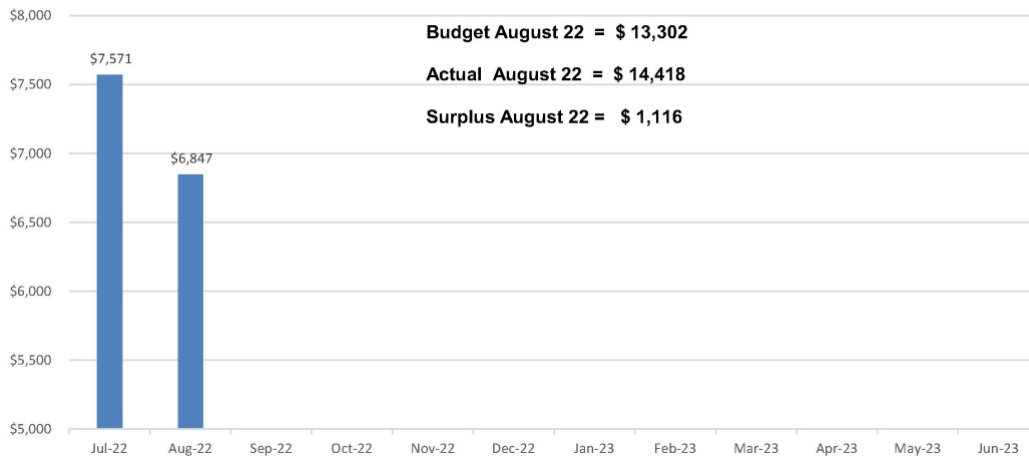 $8,000
Budget August 22 = $ 13,302
$7,571
Actual August 22 = $ 14,418
$7,500
Surplus August 22 = $ 1,116
$7,000
$6,847
$6,500
$6,000
$5,500
$5,000
Jul-22 Aug-22 Sep-22 Oct-22 Nov-22 Dec-22 Jan-23 Feb-23 Mar-23 Apr-23 May-23 Jun-23